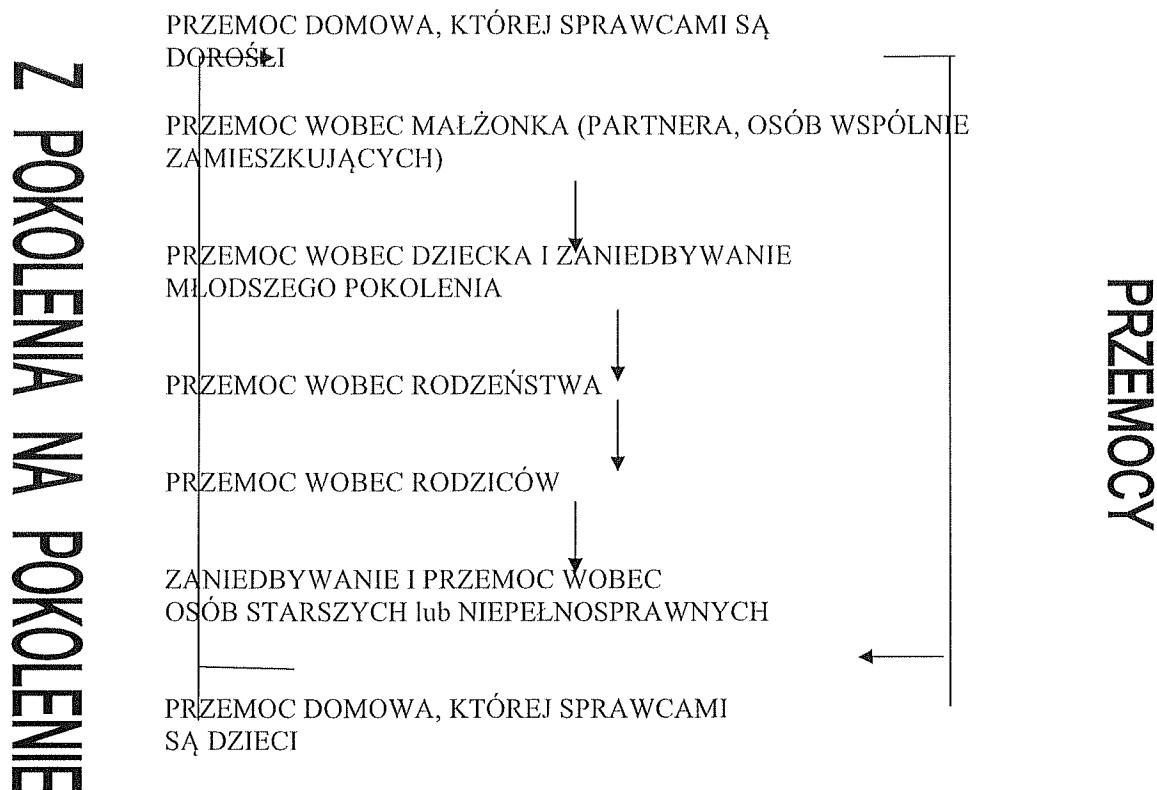 Z POKOLENIA NA POKOLENIE
PRZEMOC DOMOWA, KTÓREJ SPRAWCAMI SĄ
DOROŚLI
PRZEMOC WOBEC MAŁŻONKA (PARTNERA, OSÓB WSPÓLNIE
ZAMIESZKUJĄCYCH)
PRZEMOC WOBEC DZIECKA I ZANIEDBYWANIE
MŁODSZEGO POKOLENIA
PRZEMOC WOBEC RODZEŃSTWA
PRZEMOC WOBEC RODZICÓW
ZANIEDBYWANIE I PRZEMOC WOBEC
OSÓB STARSZYCH lub NIEPEŁNOSPRAWNYCH
PRZEMOC DOMOWA, KTÓREJ SPRAWCAMI
SĄ DZIECI
PRZEMOCY